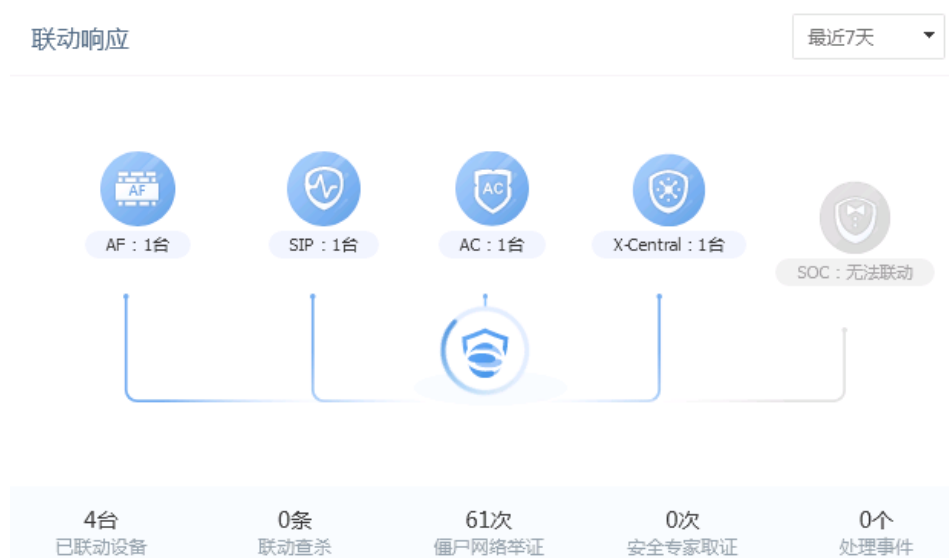 联动响应
最近7天
AF
AC
AF：1台
SIP：1台
AC：1台
X-Central：1台
SOC：无法联动
4台
0条
61次
0次
0个
已联动设备
联动查杀
僵尸网络举证
安全专家取证
处理事件